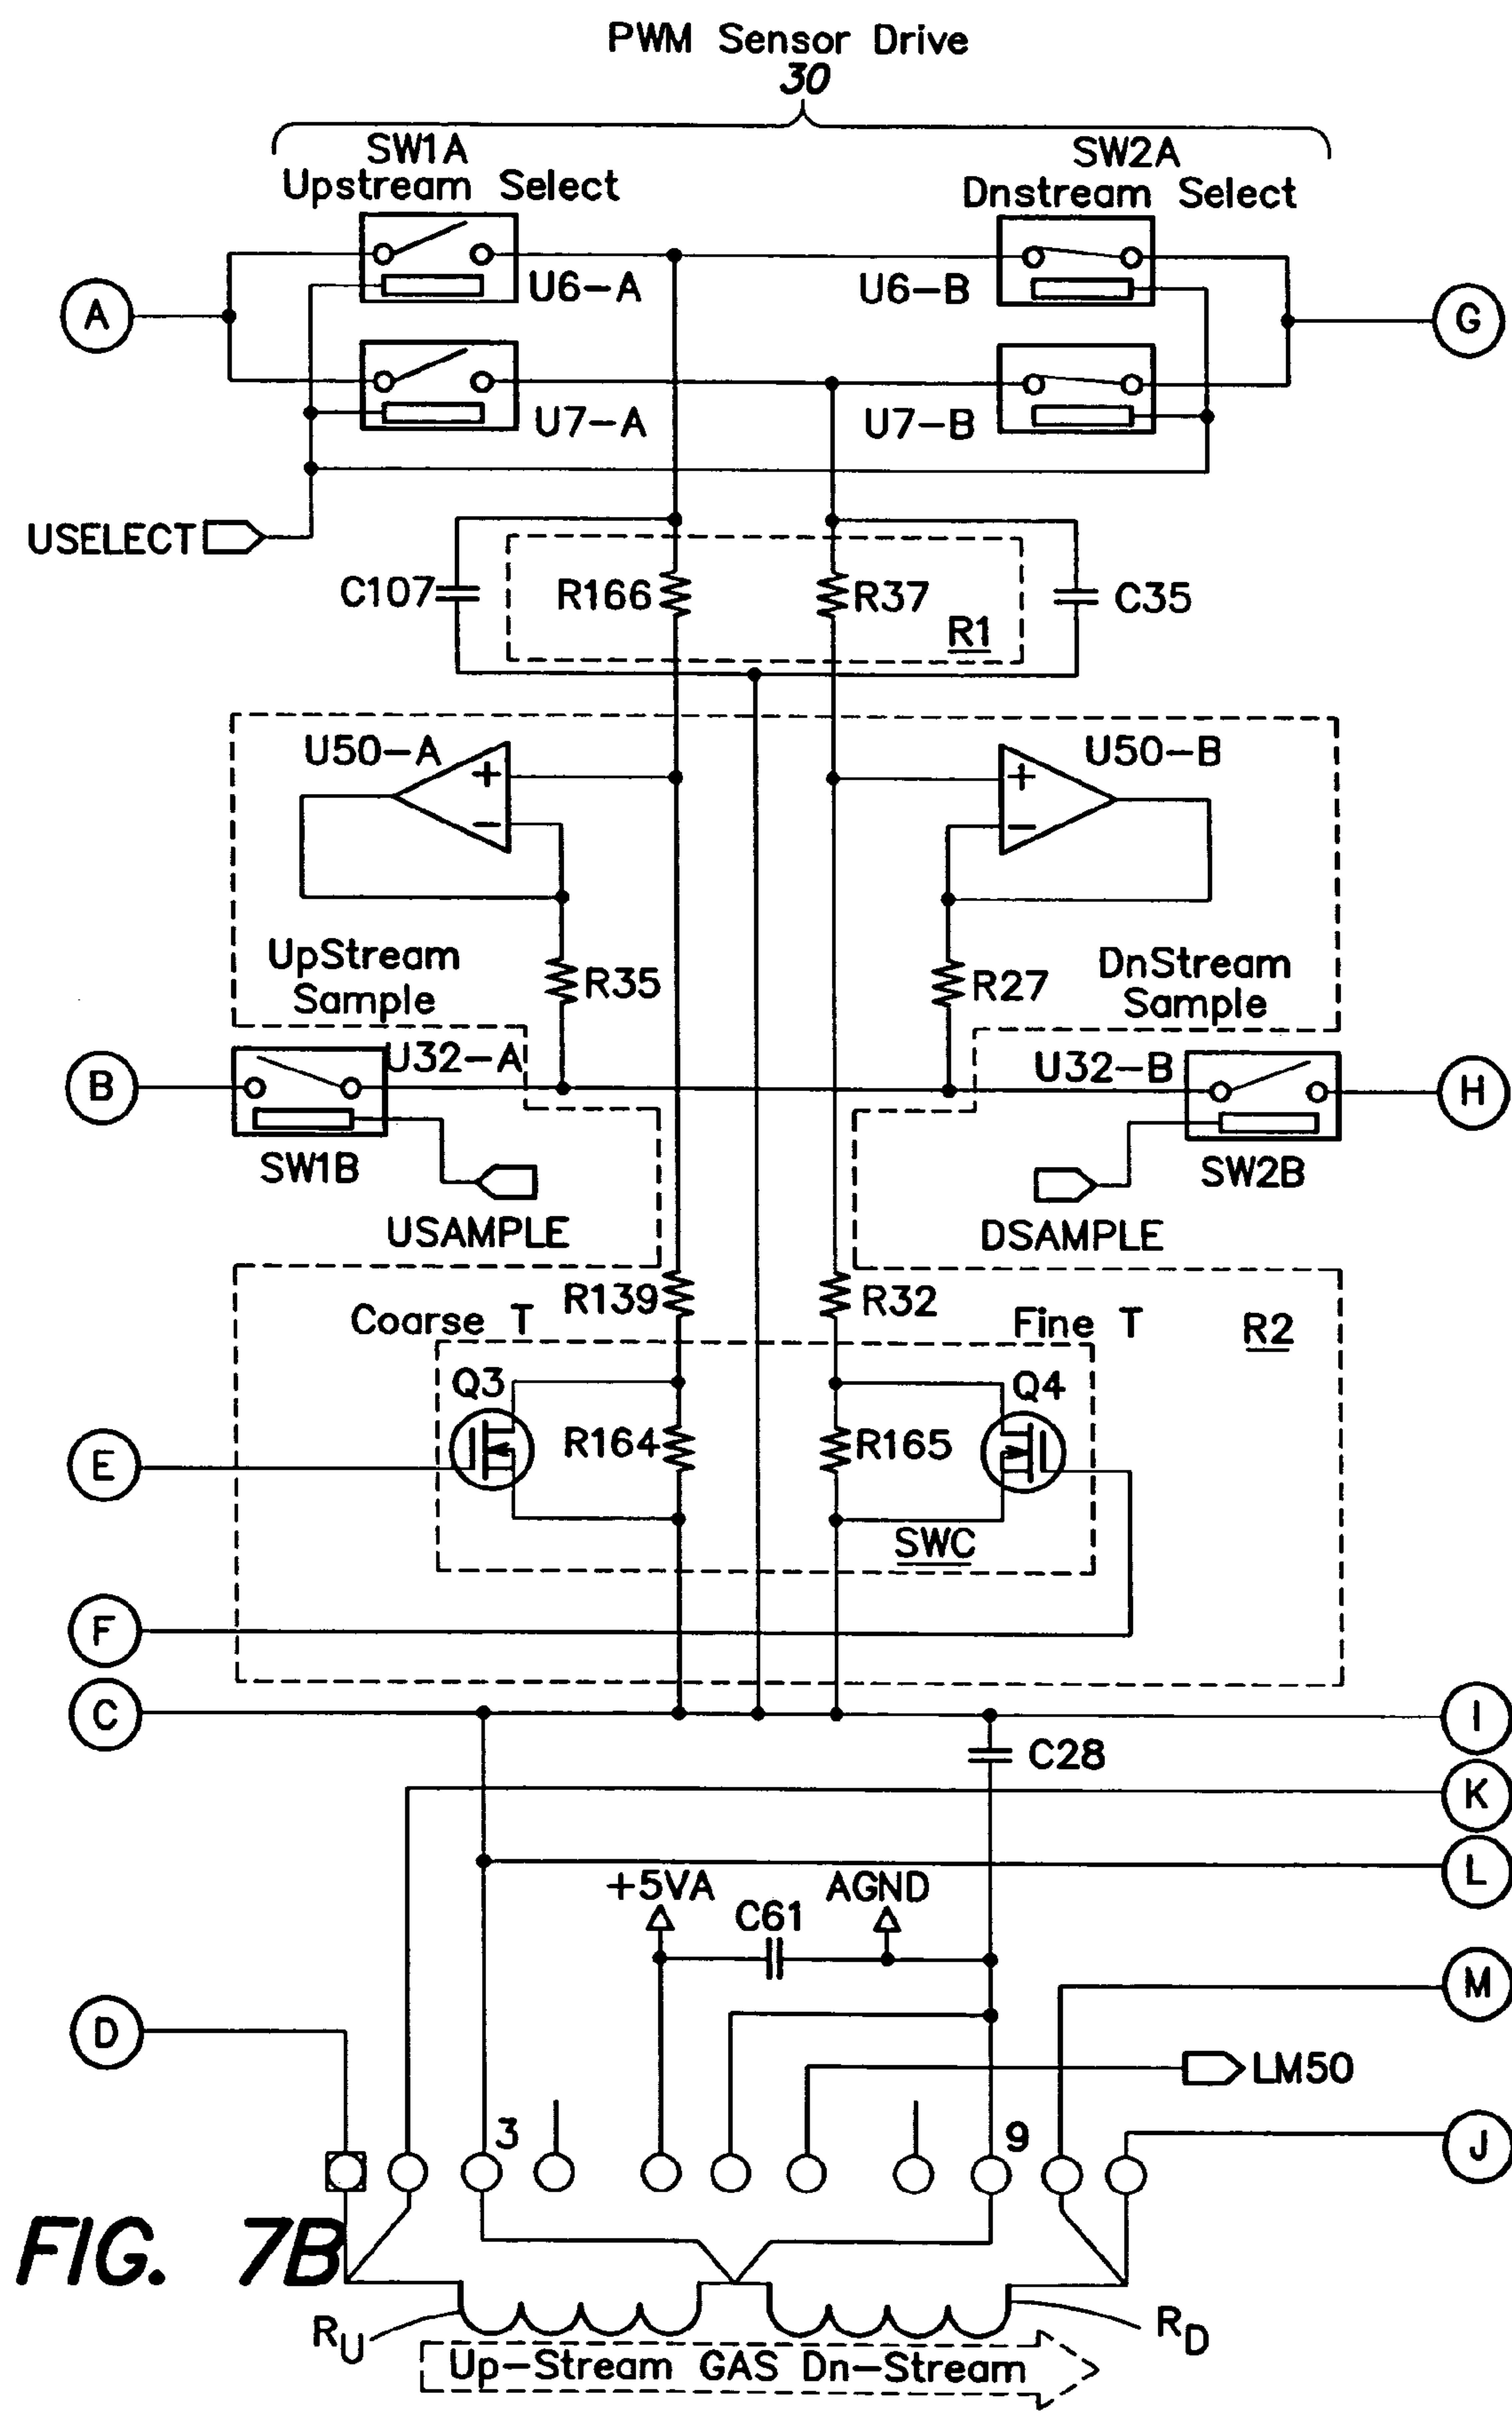 PWM Sensor Drive
30
SW1A
Upstream Select
SW2A
Dnstream Select
A
U6-A
U6-B
G
U7-A
U7-B
USELECT
C107
R166
R37
C35
R1
U50-A
+
-
U50-B
+
-
UpStream
Sample
R35
R27
DnStream
Sample
B
U32-A
U32-B
H
SW1B
SW2B
USAMPLE
DSAMPLE
R139
R32
Coarse T
Fine T
R2
Q3
Q4
E
R164
R165
SWC
F
C
I
C28
K
L
+5VA
C61
AGND
M
D
LM50
3
9
J
FIG. 7B
RU
RD
Up-Stream GAS Dn-Stream